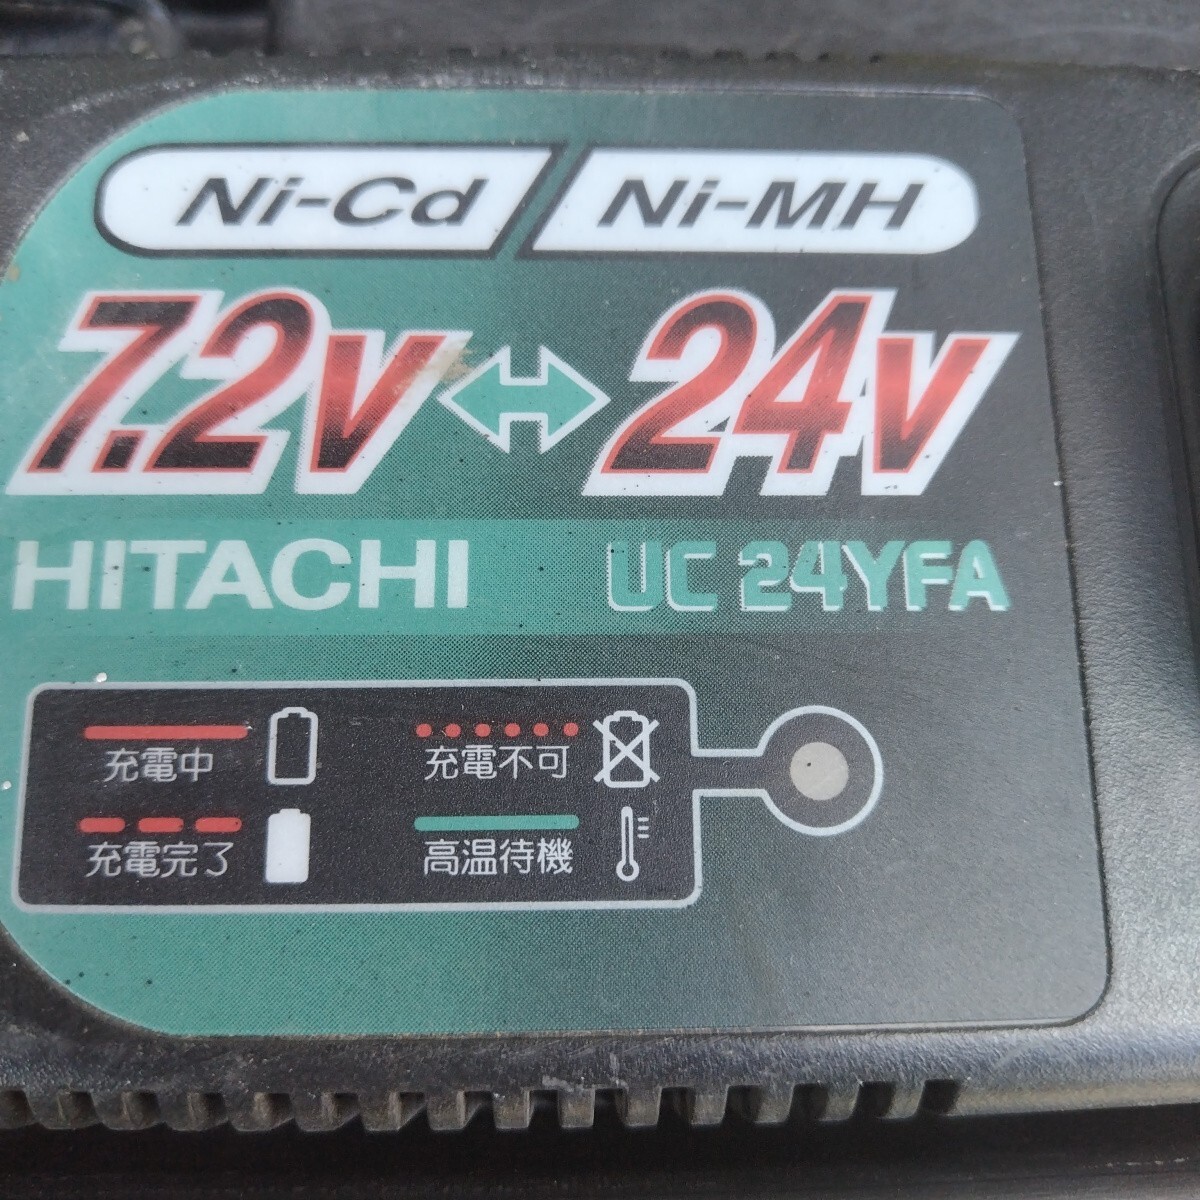 Ni-Cd Ni-MH
7.2V ↔ 24V
HITACHI UC 24YFA
充電中 充電不可
充電完了 高温待機